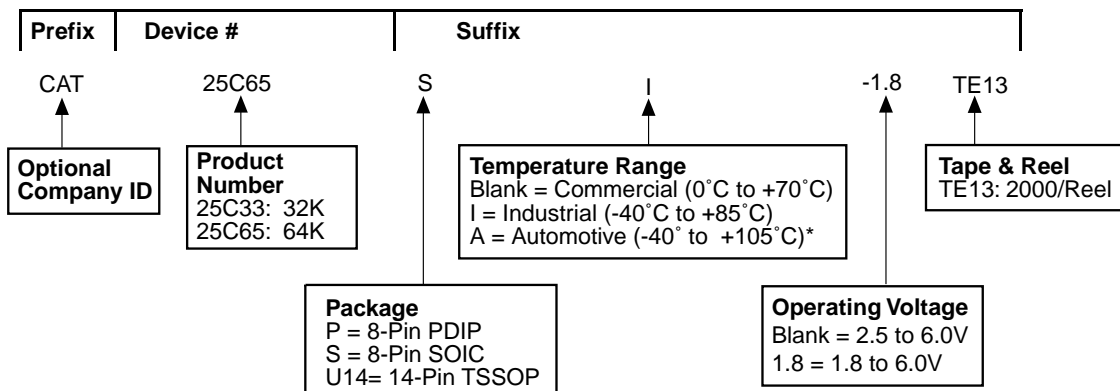 Prefix Device # Suffix
CAT 25C65 S I -1.8 TE13
Optional
Company ID
Product
Number
25C33: 32K
25C65: 64K
Temperature Range
Blank = Commercial (0˚C to +70˚C)
I = Industrial (-40˚C to +85˚C)
A = Automotive (-40˚ to +105˚C)*
Tape & Reel
TE13: 2000/Reel
Package
P = 8-Pin PDIP
S = 8-Pin SOIC
U14= 14-Pin TSSOP
Operating Voltage
Blank = 2.5 to 6.0V
1.8 = 1.8 to 6.0V